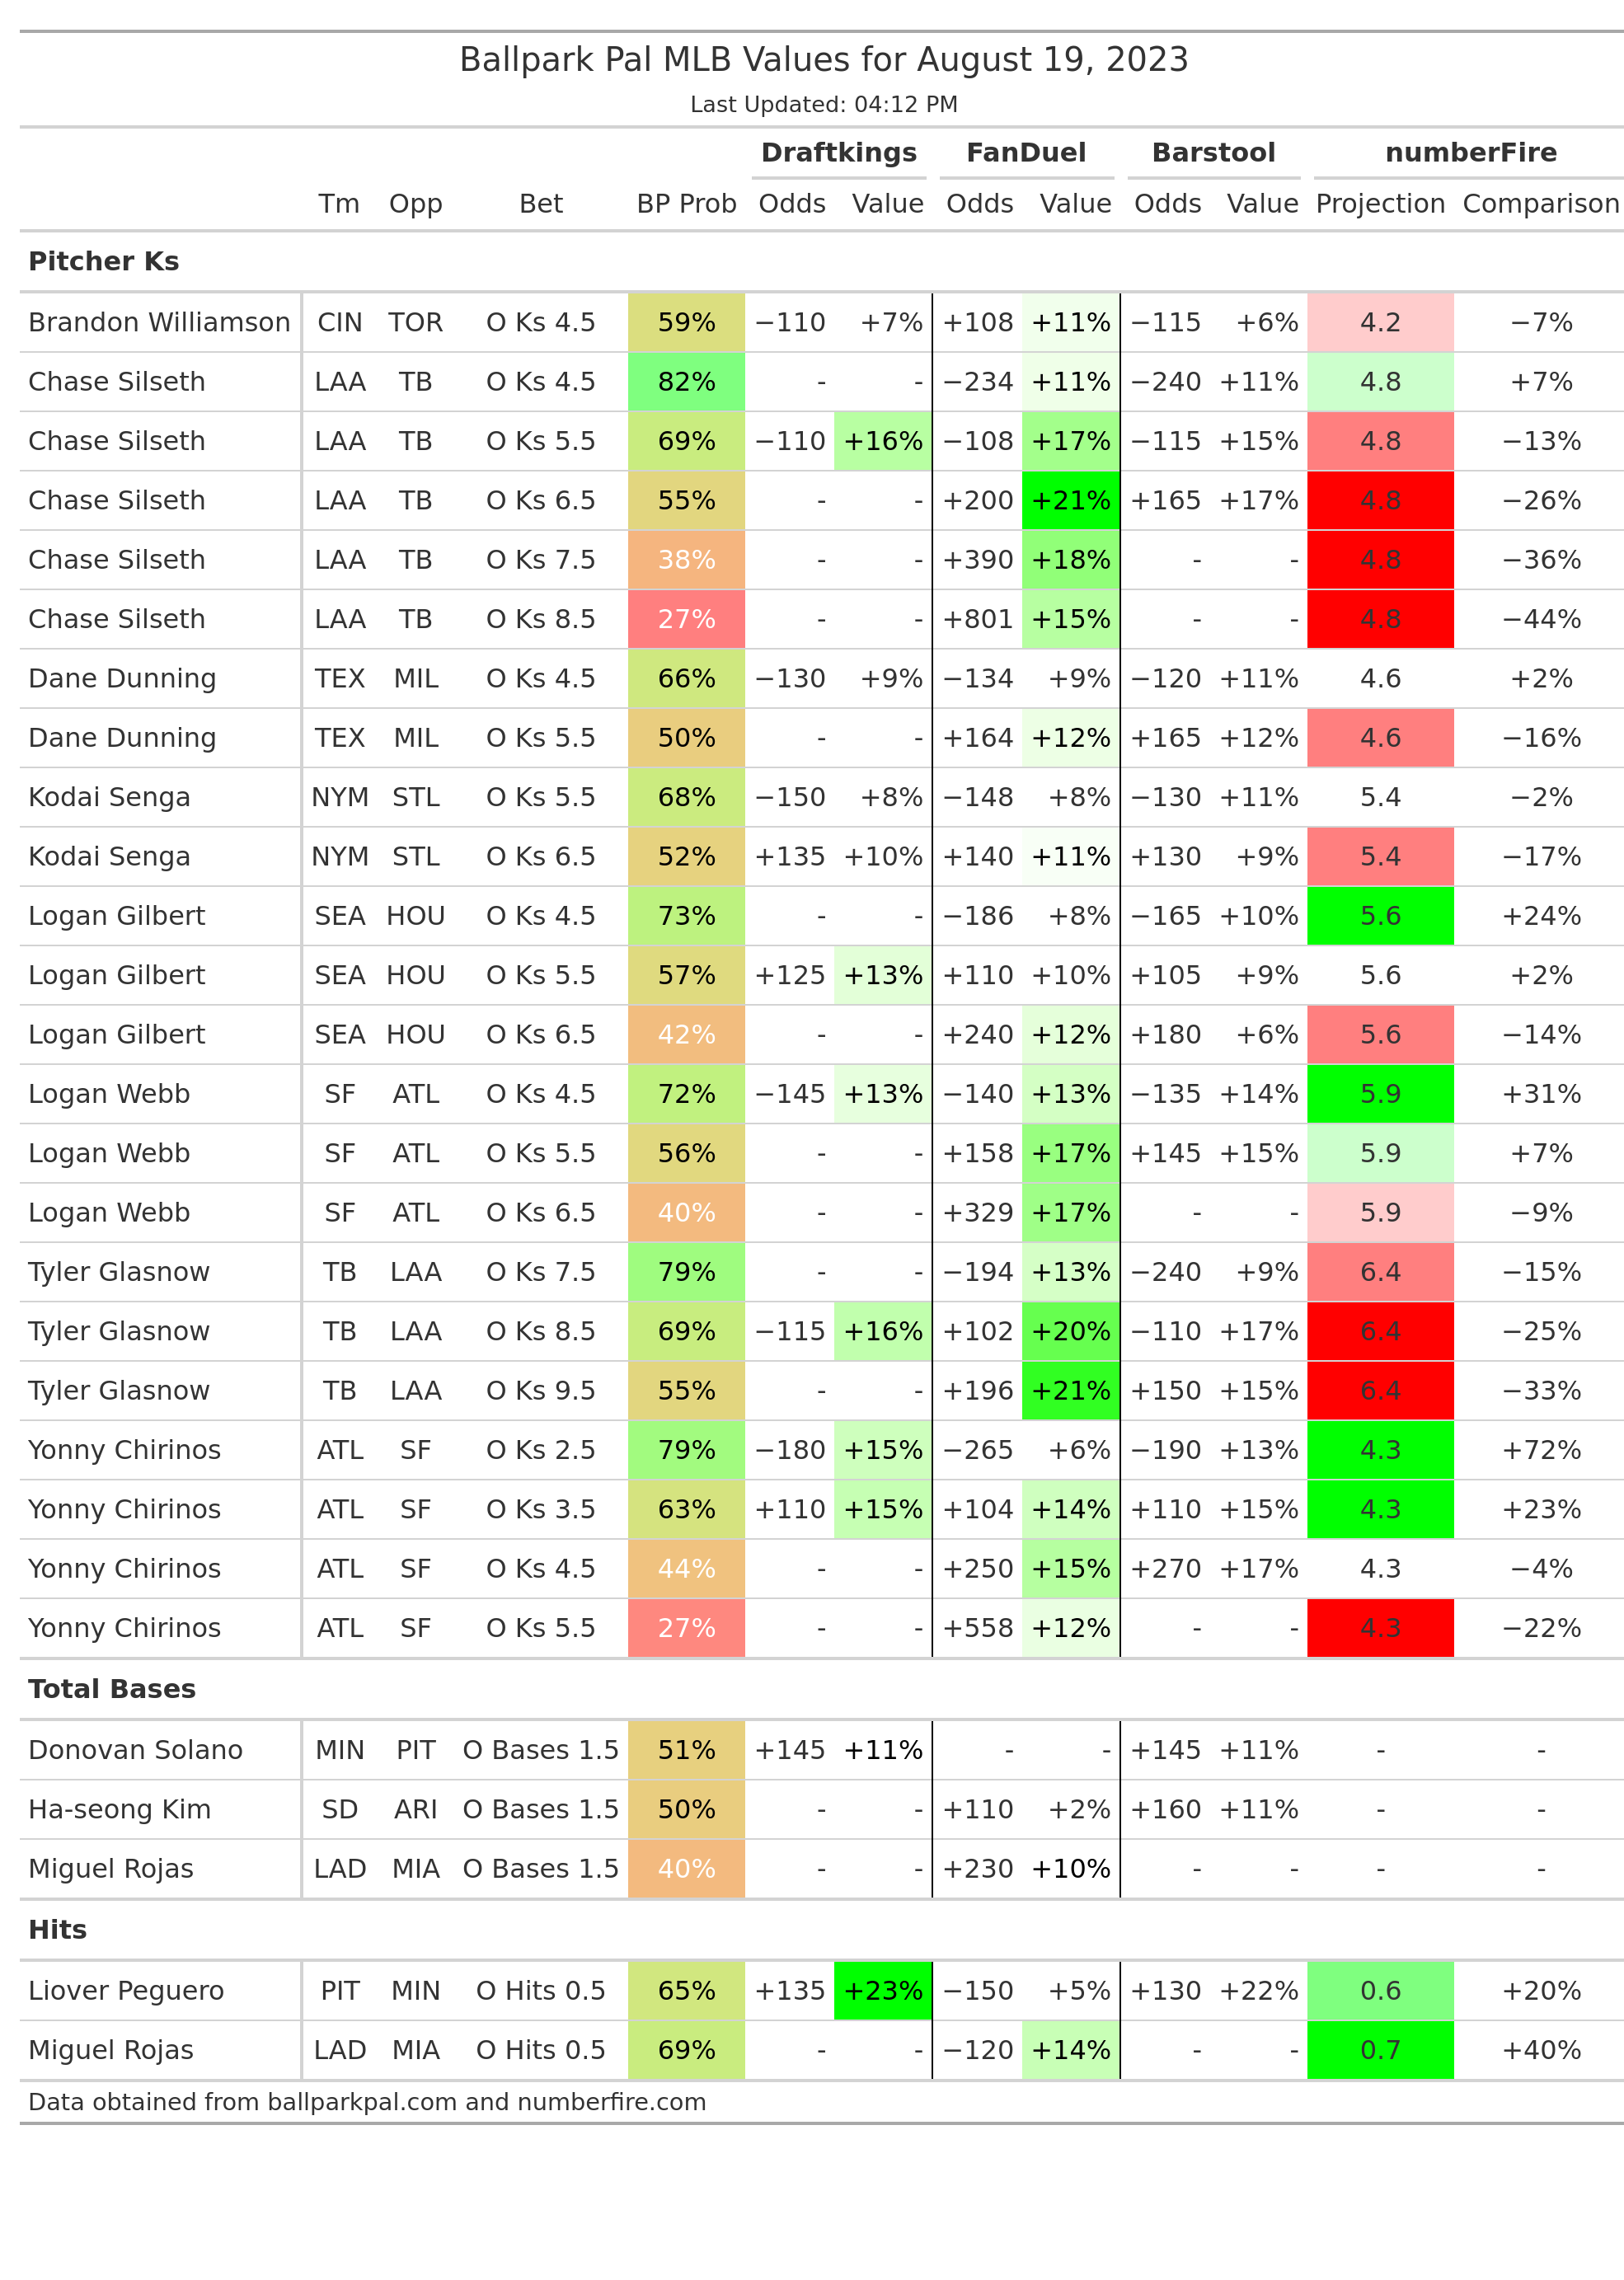 Ballpark Pal MLB Values for August 19, 2023
Last Updated: 04:12 PM
Draftkings FanDuel Barstool numberFire
Tm Opp Bet BP Prob Odds Value Odds Value Odds Value Projection Comparison
Pitcher Ks
Brandon Williamson CIN TOR O Ks 4.5 59% −110 +7% +108 +11% −115 +6% 4.2 −7%
Chase Silseth LAA TB O Ks 4.5 82% - - −234 +11% −240 +11% 4.8 +7%
Chase Silseth LAA TB O Ks 5.5 69% −110 +16% −108 +17% −115 +15% 4.8 −13%
Chase Silseth LAA TB O Ks 6.5 55% - - +200 +21% +165 +17% 4.8 −26%
Chase Silseth LAA TB O Ks 7.5 38% - - +390 +18% - - 4.8 −36%
Chase Silseth LAA TB O Ks 8.5 27% - - +801 +15% - - 4.8 −44%
Dane Dunning TEX MIL O Ks 4.5 66% −130 +9% −134 +9% −120 +11% 4.6 +2%
Dane Dunning TEX MIL O Ks 5.5 50% - - +164 +12% +165 +12% 4.6 −16%
Kodai Senga NYM STL O Ks 5.5 68% −150 +8% −148 +8% −130 +11% 5.4 −2%
Kodai Senga NYM STL O Ks 6.5 52% +135 +10% +140 +11% +130 +9% 5.4 −17%
Logan Gilbert SEA HOU O Ks 4.5 73% - - −186 +8% −165 +10% 5.6 +24%
Logan Gilbert SEA HOU O Ks 5.5 57% +125 +13% +110 +10% +105 +9% 5.6 +2%
Logan Gilbert SEA HOU O Ks 6.5 42% - - +240 +12% +180 +6% 5.6 −14%
Logan Webb SF ATL O Ks 4.5 72% −145 +13% −140 +13% −135 +14% 5.9 +31%
Logan Webb SF ATL O Ks 5.5 56% - - +158 +17% +145 +15% 5.9 +7%
Logan Webb SF ATL O Ks 6.5 40% - - +329 +17% - - 5.9 −9%
Tyler Glasnow TB LAA O Ks 7.5 79% - - −194 +13% −240 +9% 6.4 −15%
Tyler Glasnow TB LAA O Ks 8.5 69% −115 +16% +102 +20% −110 +17% 6.4 −25%
Tyler Glasnow TB LAA O Ks 9.5 55% - - +196 +21% +150 +15% 6.4 −33%
Yonny Chirinos ATL SF O Ks 2.5 79% −180 +15% −265 +6% −190 +13% 4.3 +72%
Yonny Chirinos ATL SF O Ks 3.5 63% +110 +15% +104 +14% +110 +15% 4.3 +23%
Yonny Chirinos ATL SF O Ks 4.5 44% - - +250 +15% +270 +17% 4.3 −4%
Yonny Chirinos ATL SF O Ks 5.5 27% - - +558 +12% - - 4.3 −22%
Total Bases
Donovan Solano MIN PIT O Bases 1.5 51% +145 +11% - - +145 +11% - -
Ha-seong Kim SD ARI O Bases 1.5 50% - - +110 +2% +160 +11% - -
Miguel Rojas LAD MIA O Bases 1.5 40% - - +230 +10% - - - -
Hits
Liover Peguero PIT MIN O Hits 0.5 65% +135 +23% −150 +5% +130 +22% 0.6 +20%
Miguel Rojas LAD MIA O Hits 0.5 69% - - −120 +14% - - 0.7 +40%
Data obtained from ballparkpal.com and numberfire.com